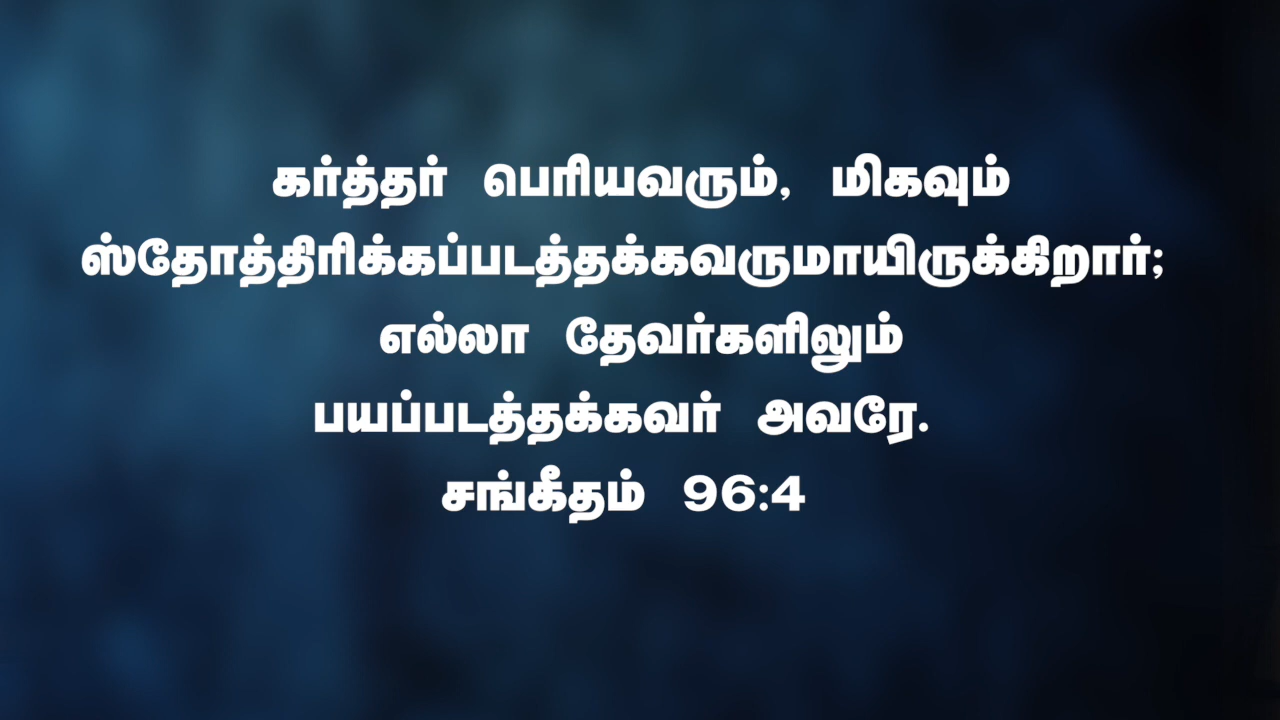 கர்த்தர் பெரியவரும், மிகவும்
ஸ்தோத்திரிக்கப்படத்தக்கவருமாயிருக்கிறார்;
எல்லா தேவர்களிலும்
பயப்படத்தக்கவர் அவரே.
சங்கீதம் 96:4